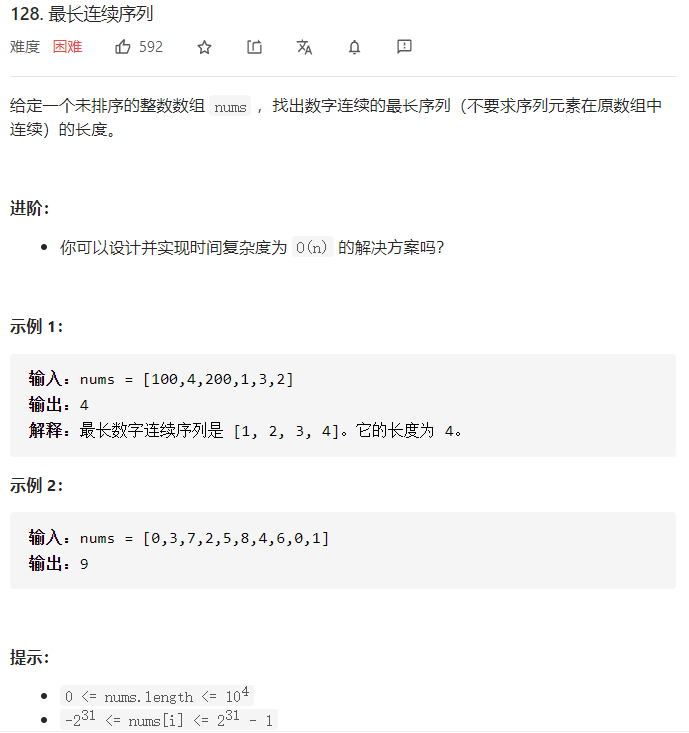 128. 最长连续序列
难度 困难 592
给定一个未排序的整数数组 nums ，找出数字连续的最长序列（不要求序列元素在原数组中
连续）的长度。
进阶：
• 你可以设计并实现时间复杂度为 O(n) 的解决方案吗？
示例 1：
输入：nums = [100,4,200,1,3,2]
输出：4
解释：最长数字连续序列是 [1, 2, 3, 4]。它的长度为 4。
示例 2：
输入：nums = [0,3,7,2,5,8,4,6,0,1]
输出：9
提示：
• 0 <= nums.length <= 10⁴
• -2³¹ <= nums[i] <= 2³¹ - 1